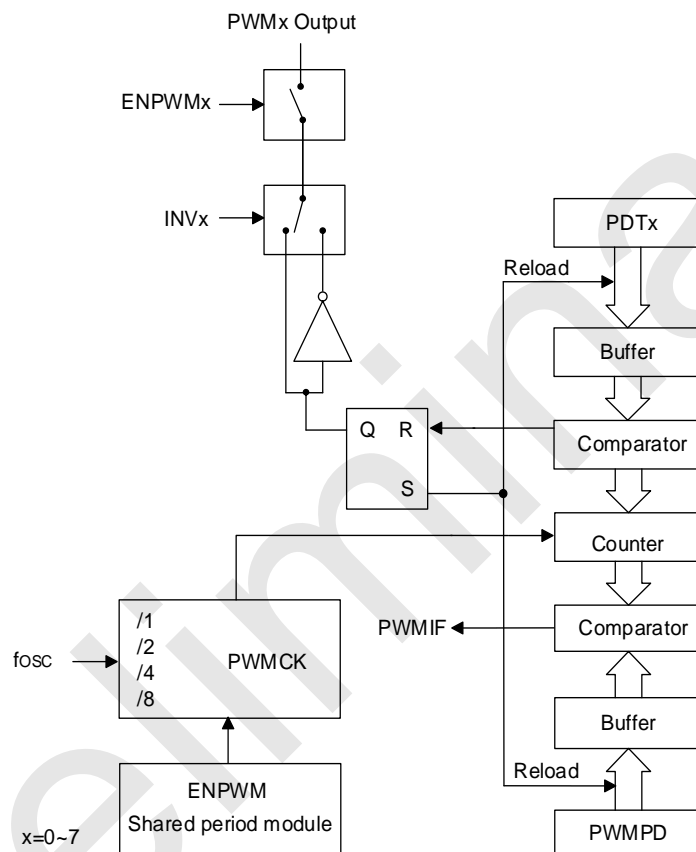 PWMx Output
ENPWMx
INVx
PDTx
Reload
Buffer
Q R
S
Comparator
Counter
/1
/2
/4
/8
PWMCK
fosc
PWMIF
Comparator
Buffer
ENPWM
Shared period module
x=0~7
Reload
PWMPD
elimina